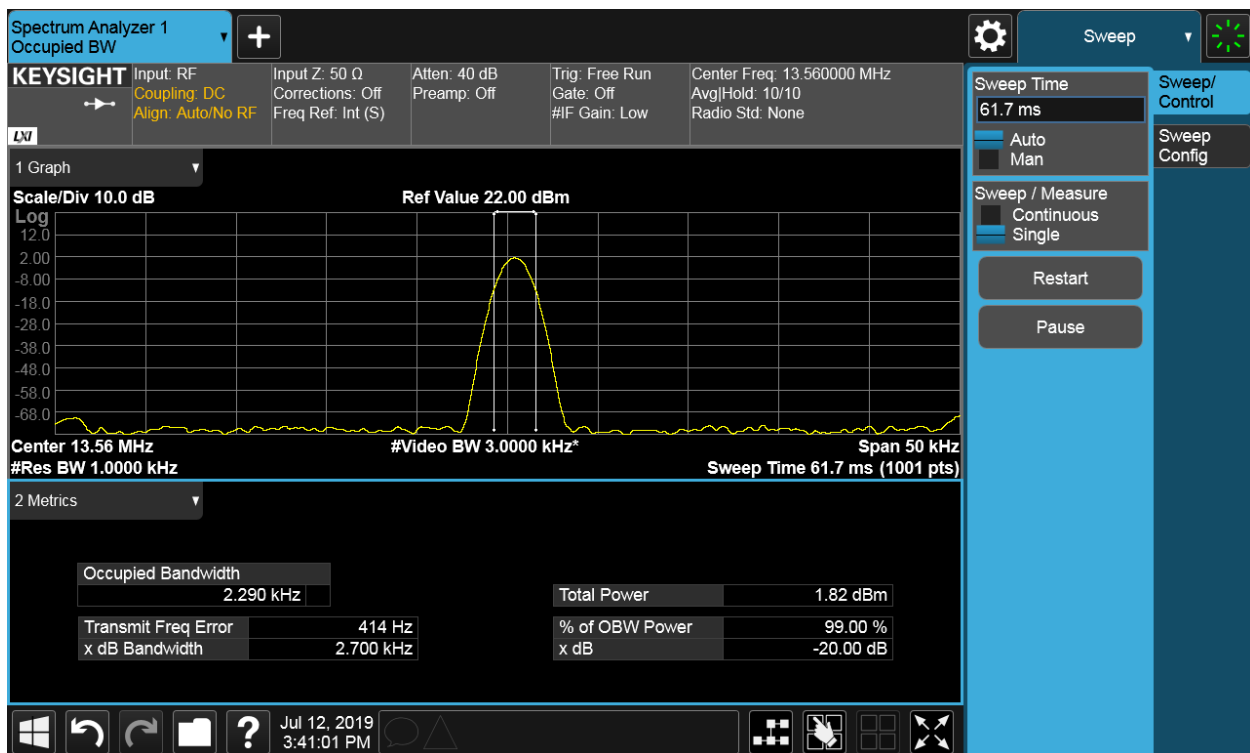 Spectrum Analyzer 1
Occupied BW
+
Sweep
KEYSIGHT
LXI
Input: RF
Coupling: DC
Align: Auto/No RF
Input Z: 50 Ω
Corrections: Off
Freq Ref: Int (S)
Atten: 40 dB
Preamp: Off
Trig: Free Run
Gate: Off
#IF Gain: Low
Center Freq: 13.560000 MHz
Avg|Hold: 10/10
Radio Std: None
1 Graph
Scale/Div 10.0 dB
Ref Value 22.00 dBm
Log
12.0
2.00
-8.00
-18.0
-28.0
-38.0
-48.0
-58.0
-68.0
Center 13.56 MHz
#Video BW 3.0000 kHz*
Span 50 kHz
#Res BW 1.0000 kHz
Sweep Time 61.7 ms (1001 pts)
2 Metrics
Occupied Bandwidth
2.290 kHz
Total Power 1.82 dBm
Transmit Freq Error 414 Hz
% of OBW Power 99.00 %
x dB Bandwidth 2.700 kHz
x dB -20.00 dB
Sweep Time
61.7 ms
Auto
Man
Sweep / Measure
Continuous
Single
Restart
Pause
Sweep/
Control
Sweep
Config
?
Jul 12, 2019
3:41:01 PM